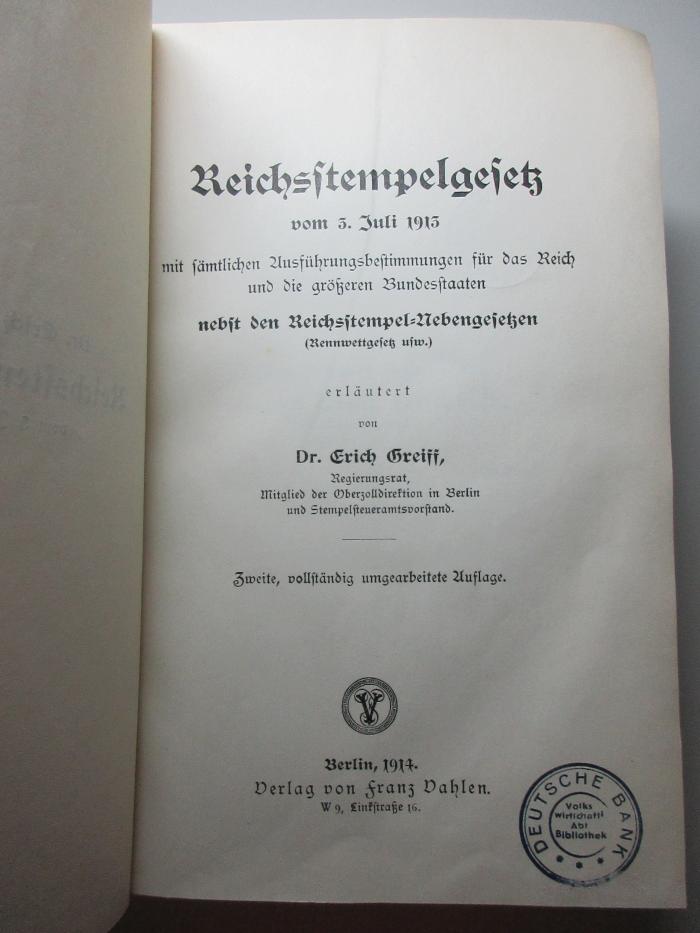 Reichsstempelgesetz
vom 3. Juli 1913
mit sämtlichen Ausführungsbestimmungen für das Reich
und die größeren Bundesstaaten
nebst den Reichsstempel-Nebengesetzen
(Rennwettgesetz usw.)
erläutert
von
Dr. Erich Greiff,
Regierungsrat,
Mitglied der Oberzolldirektion in Berlin
und Stempelsteueramtsvorstand.
Zweite, vollständig umgearbeitete Auflage.
Berlin, 1914.
Verlag von Franz Vahlen.
W 9, Linkstraße 16.
DEUTSCHE BANK
Volks
wirtschaftl
Abt
Bibliothek